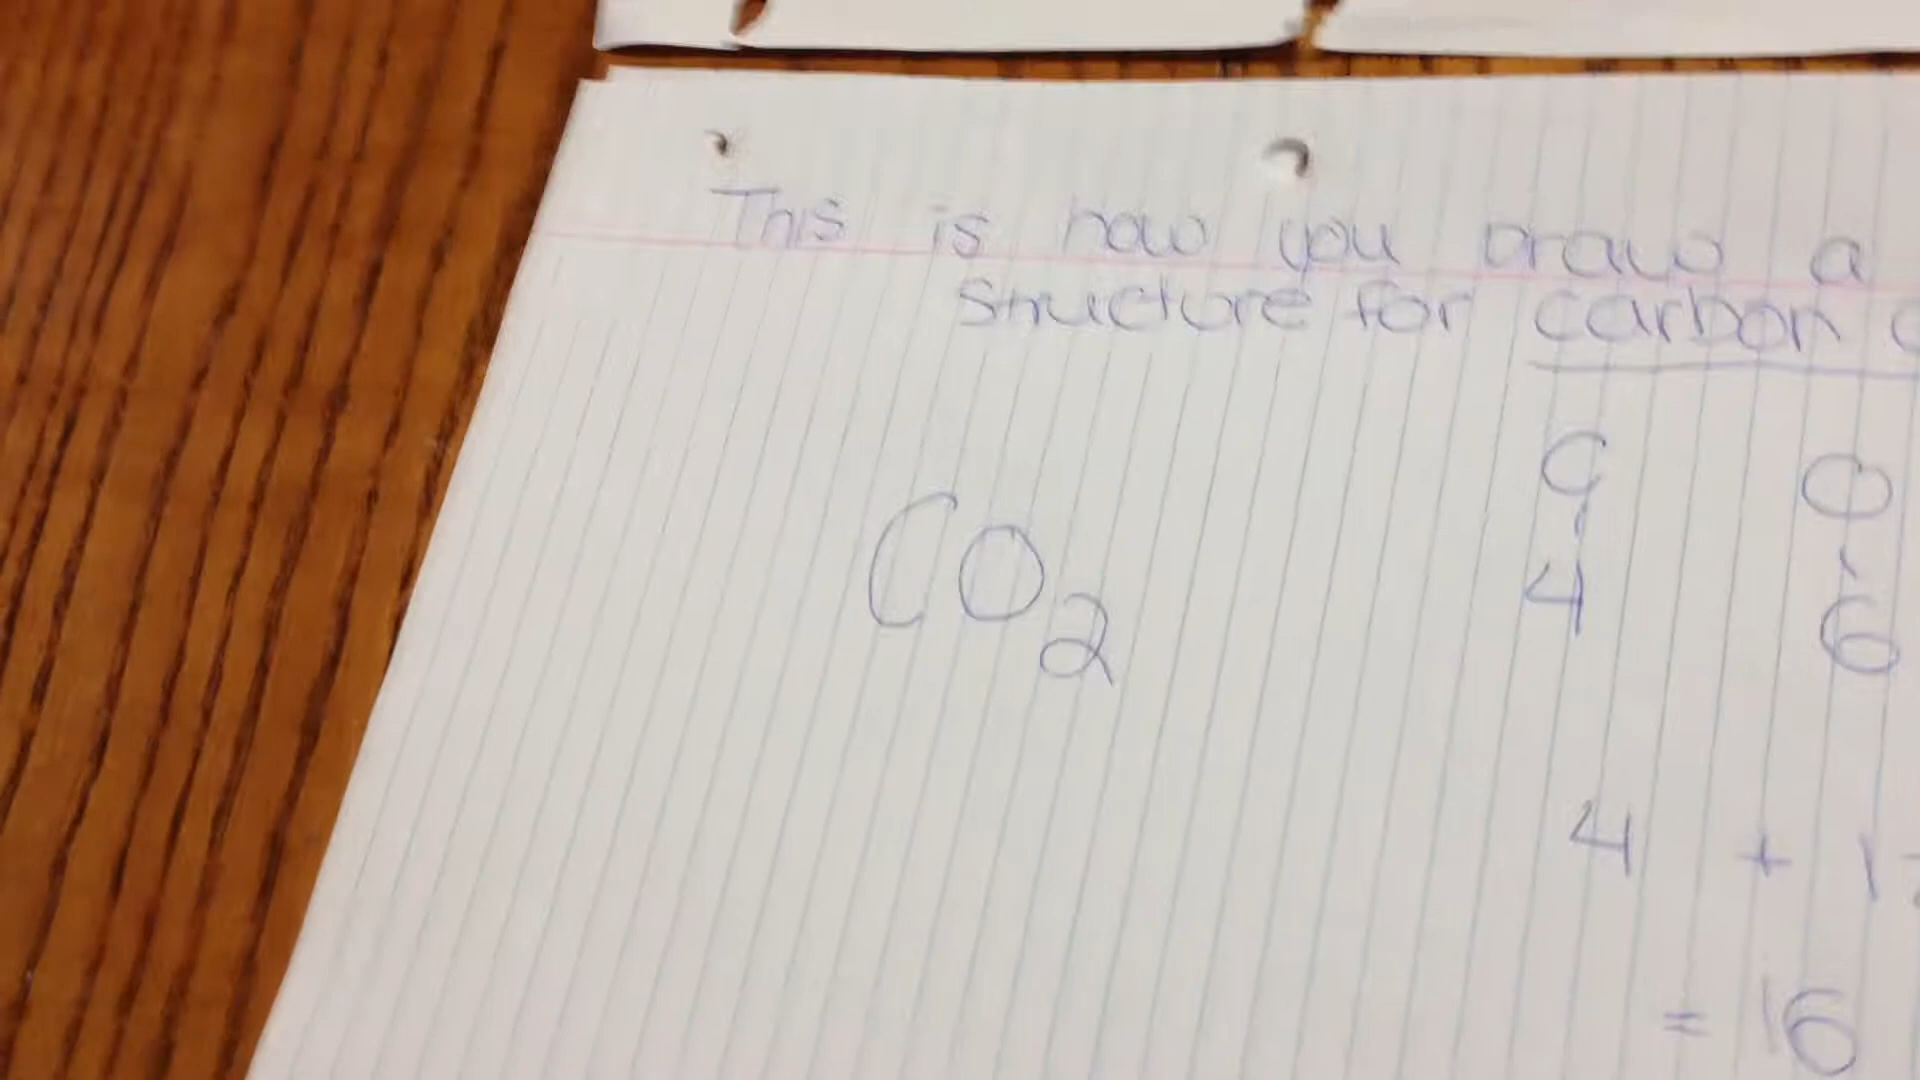 This is how you Draw a
Structure for carbon
CO2
C O
4 6
4 + 1
= 16